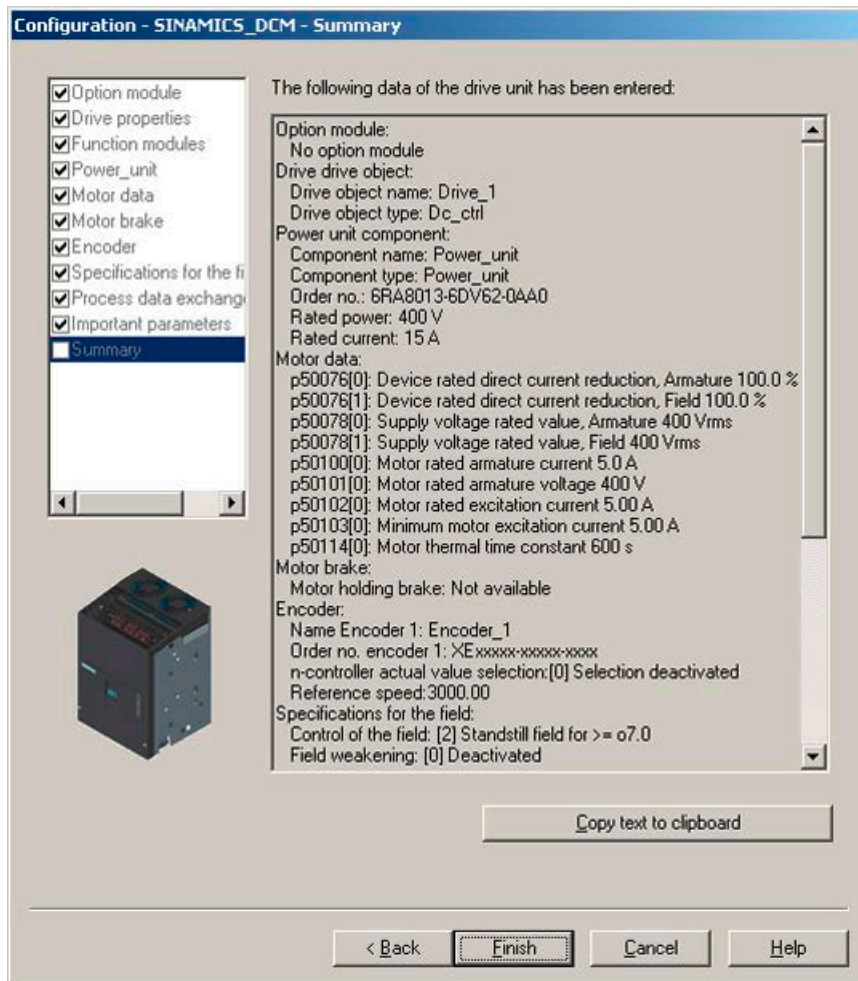 Configuration - SINAMICS_DCM - Summary
Option module
Drive properties
Function modules
Power_unit
Motor data
Motor brake
Encoder
Specifications for the fi
Process data exchang
Important parameters
Summary
The following data of the drive unit has been entered:
Option module:
No option module
Drive drive object:
Drive object name: Drive_1
Drive object type: Dc_ctrl
Power unit component:
Component name: Power_unit
Component type: Power_unit
Order no.: 6RA8013-6DV62-0AA0
Rated power: 400 V
Rated current: 15 A
Motor data:
p50076[0]: Device rated direct current reduction, Armature 100.0 %
p50076[1]: Device rated direct current reduction, Field 100.0 %
p50078[0]: Supply voltage rated value, Armature 400 Vrms
p50078[1]: Supply voltage rated value, Field 400 Vrms
p50100[0]: Motor rated armature current 5.0 A
p50101[0]: Motor rated armature voltage 400 V
p50102[0]: Motor rated excitation current 5.00 A
p50103[0]: Minimum motor excitation current 5.00 A
p50114[0]: Motor thermal time constant 600 s
Motor brake:
Motor holding brake: Not available
Encoder:
Name Encoder 1: Encoder_1
Order no. encoder 1: XExxxxx-xxxxx-xxxx
n-controller actual value selection:[0] Selection deactivated
Reference speed:3000.00
Specifications for the field:
Control of the field: [2] Standstill field for >= o7.0
Field weakening: [0] Deactivated
Copy text to clipboard
< Back
Finish
Cancel
Help